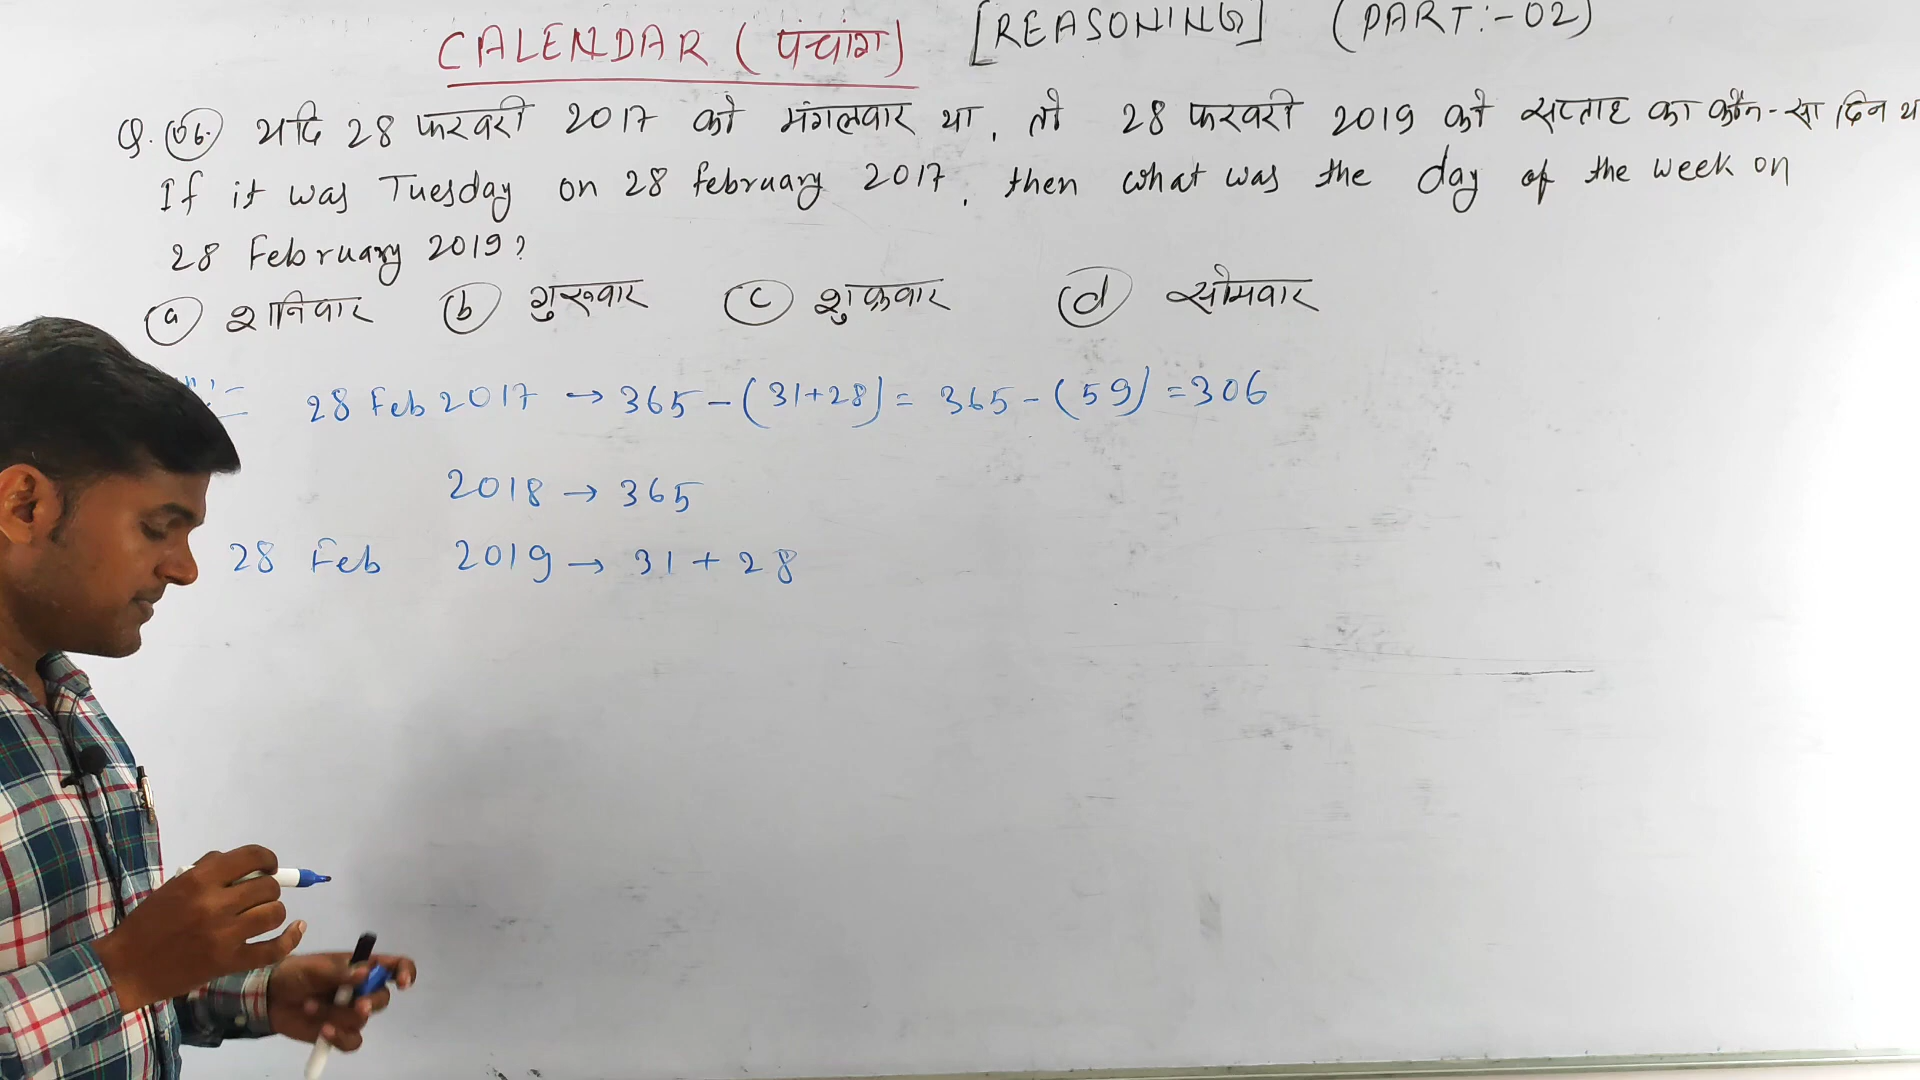 CALENDAR (पंचांग) [REASONING] (PART:-02)
Q. 06. यदि 28 फरवरी 2017 को मंगलवार था, तो 28 फरवरी 2019 को सप्ताह का कौन-सा दिन था
If it was Tuesday on 28 february 2017, then what was the day of the week on
28 February 2019?
(a) शनिवार (b) गुरूवार (c) शुक्रवार (d) सोमवार
28 Feb 2017 → 365 - (31+28) = 365 - (59) = 306
2018 → 365
28 Feb 2019 → 31 + 28